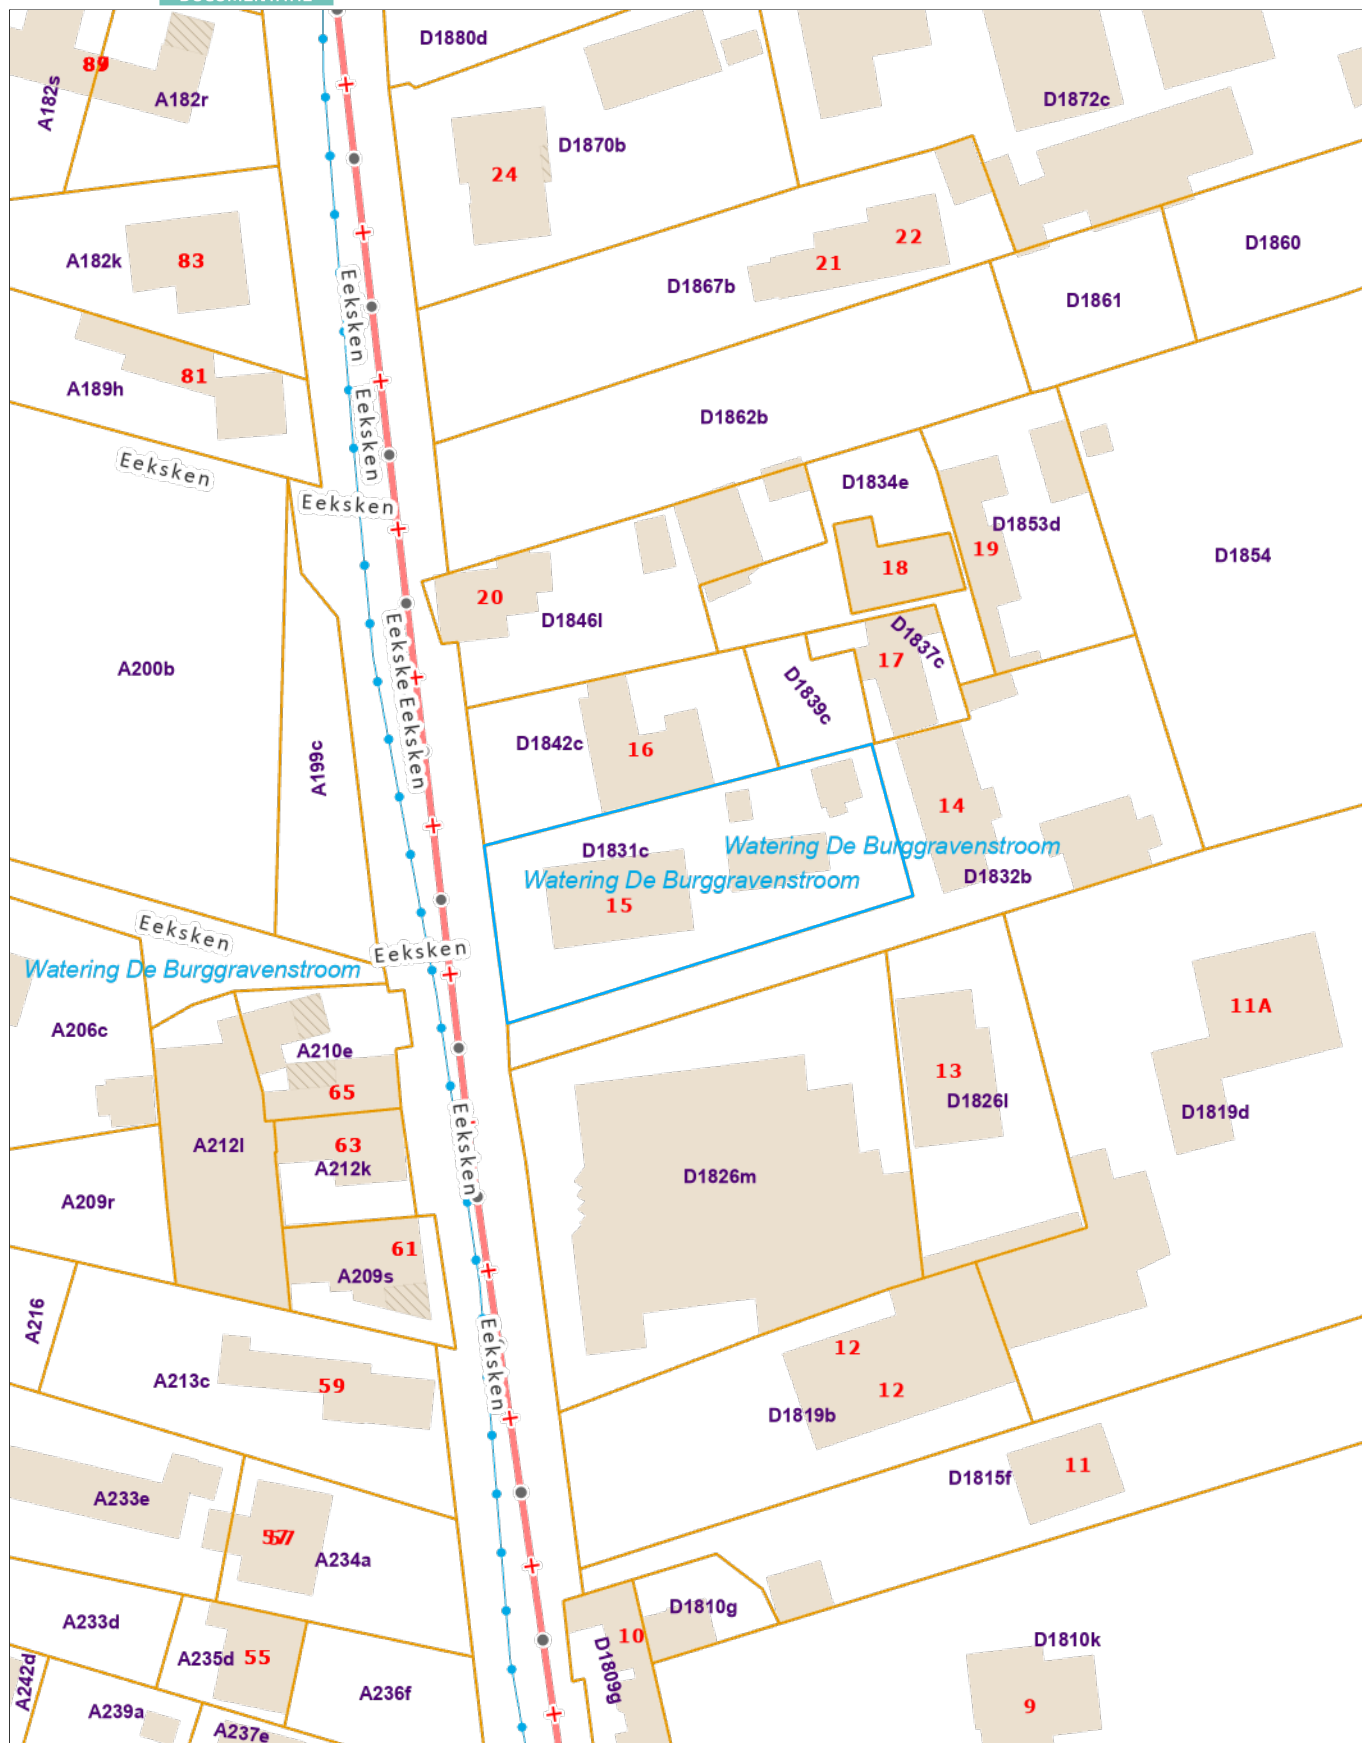 D1880d
89
A182s
A182r
D1872c
D1870b
24
22
A182k
83
21
D1860
D1867b
D1861
Eeksken
A189h
81
D1862b
Eeksken
Eeksken
Eeksken
D1834e
D1853d
19
D1854
18
20
D1846l
Eekske
D1837c
17
A200b
D1839c
Eeksken
D1842c
16
A199c
14
D1831c
Watering De Burggravenstroom
Watering De Burggravenstroom
D1832b
15
Eeksken
Eeksken
Watering De Burggravenstroom
11A
A206c
A210e
13
65
D1826l
D1819d
A212l
63
Eeksken
A212k
D1826m
A209r
61
A209s
A216
12
Eeksken
A213c
59
12
D1819b
11
D1815f
A233e
57
A234a
D1810g
A233d
10
D1810k
A235d
55
D1809g
A242d
A236f
9
A239a
A237e